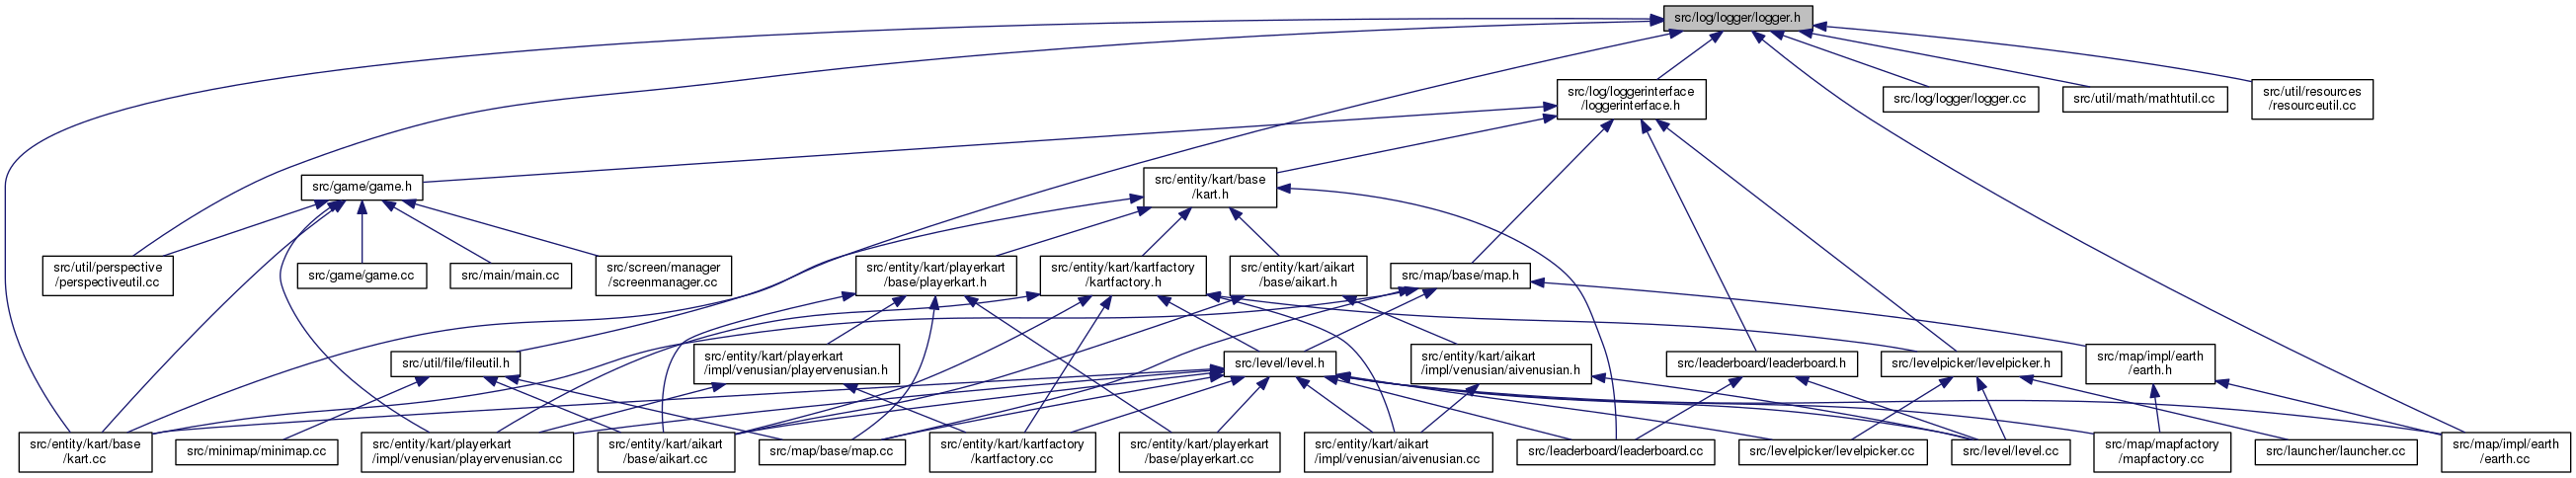 src/log/logger/logger.h
src/log/loggerinterface
/loggerinterface.h
src/log/logger/logger.cc
src/util/math/mathtutil.cc
src/util/resources
/resourceutil.cc
src/game/game.h
src/entity/kart/base
/kart.h
src/util/perspective
/perspectiveutil.cc
src/game/game.cc
src/main/main.cc
src/screen/manager
/screenmanager.cc
src/entity/kart/playerkart
/base/playerkart.h
src/entity/kart/kartfactory
/kartfactory.h
src/entity/kart/aikart
/base/aikart.h
src/map/base/map.h
src/util/file/fileutil.h
src/entity/kart/playerkart
/impl/venusian/playervenusian.h
src/level/level.h
src/entity/kart/aikart
/impl/venusian/aivenusian.h
src/leaderboard/leaderboard.h
src/levelpicker/levelpicker.h
src/map/impl/earth
/earth.h
src/entity/kart/base
/kart.cc
src/minimap/minimap.cc
src/entity/kart/playerkart
/impl/venusian/playervenusian.cc
src/entity/kart/aikart
/base/aikart.cc
src/map/base/map.cc
src/entity/kart/kartfactory
/kartfactory.cc
src/entity/kart/playerkart
/base/playerkart.cc
src/entity/kart/aikart
/impl/venusian/aivenusian.cc
src/leaderboard/leaderboard.cc
src/levelpicker/levelpicker.cc
src/level/level.cc
src/map/mapfactory
/mapfactory.cc
src/launcher/launcher.cc
src/map/impl/earth
/earth.cc